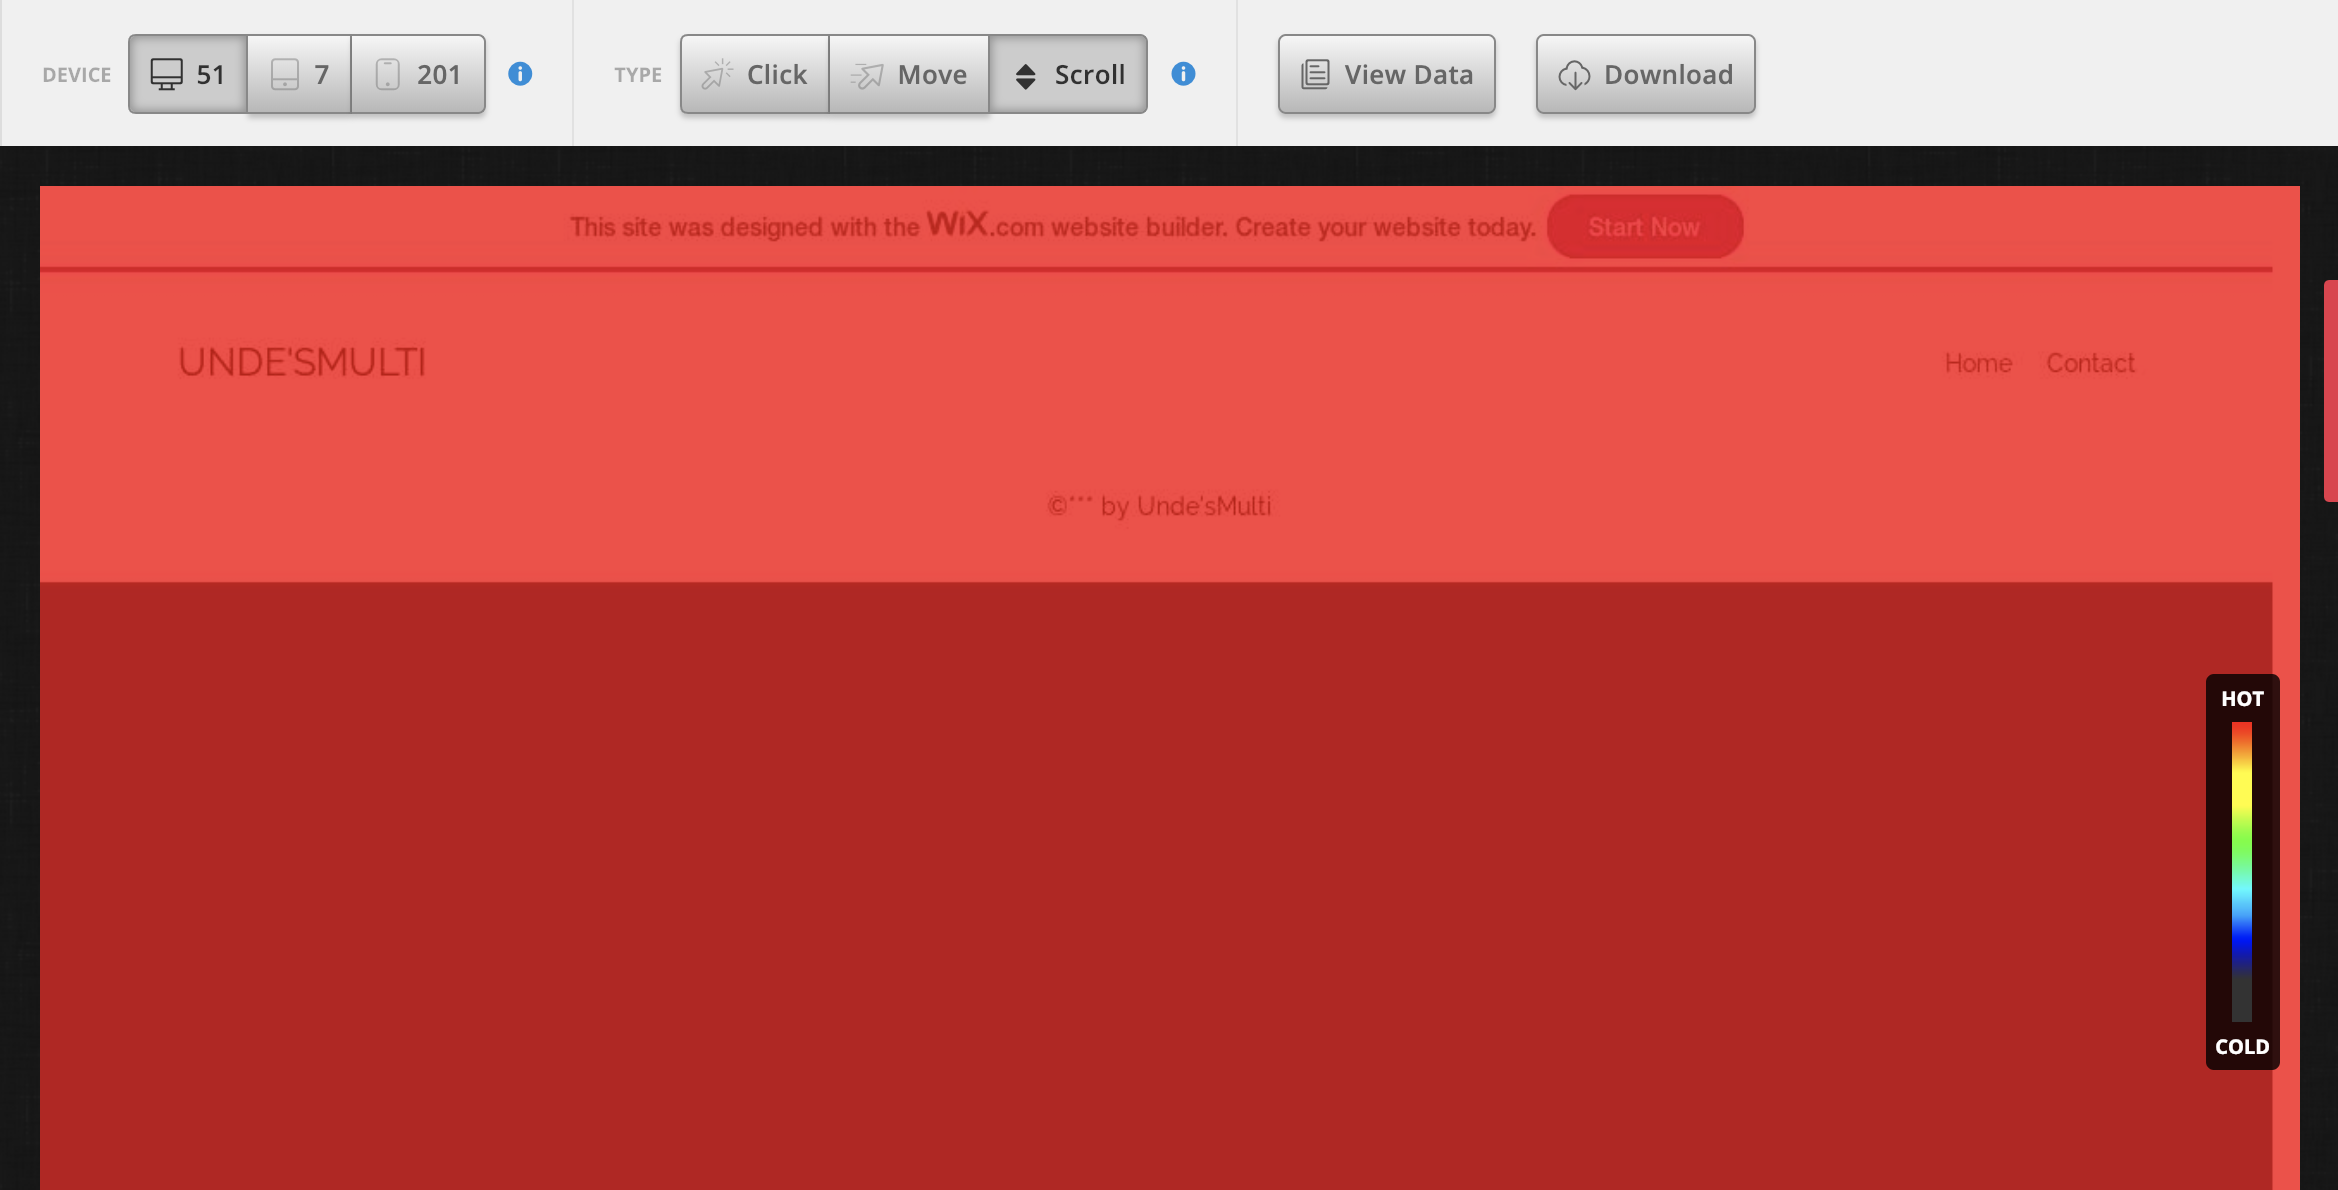 DEVICE 51 7 201 TYPE Click Move Scroll View Data Download
This site was designed with the WiX.com website builder. Create your website today. Start Now
UNDE'SMULTI Home Contact
©*** by Unde'sMulti
HOT
COLD